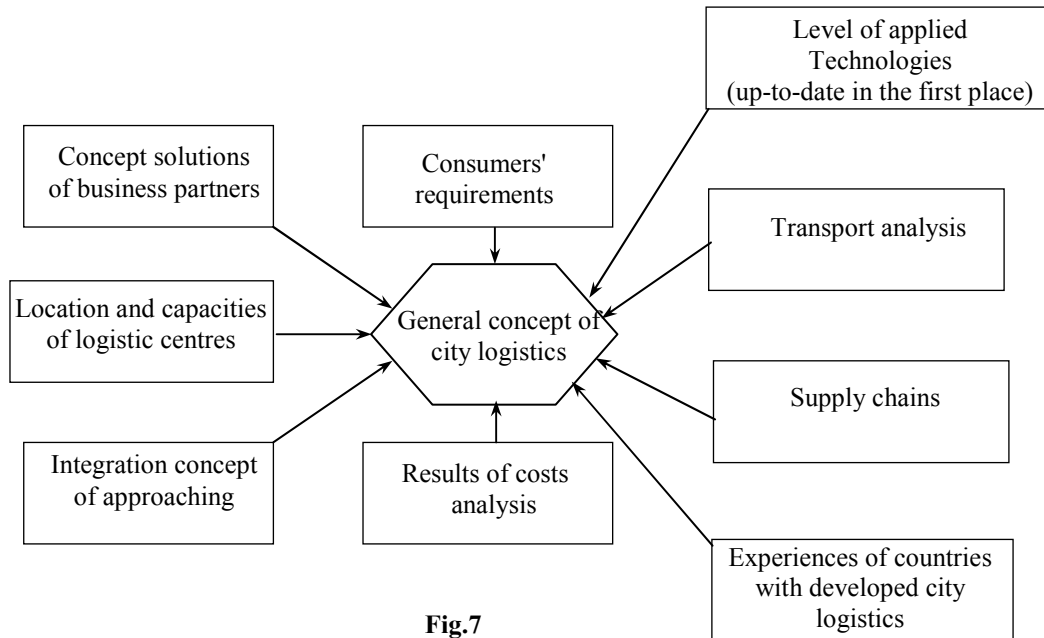 Level of applied
Technologies
(up-to-date in the first place)
Concept solutions
of business partners
Consumers'
requirements
Transport analysis
Location and capacities
of logistic centres
General concept of
city logistics
Supply chains
Integration concept
of approaching
Results of costs
analysis
Experiences of countries
with developed city
logistics
Fig.7